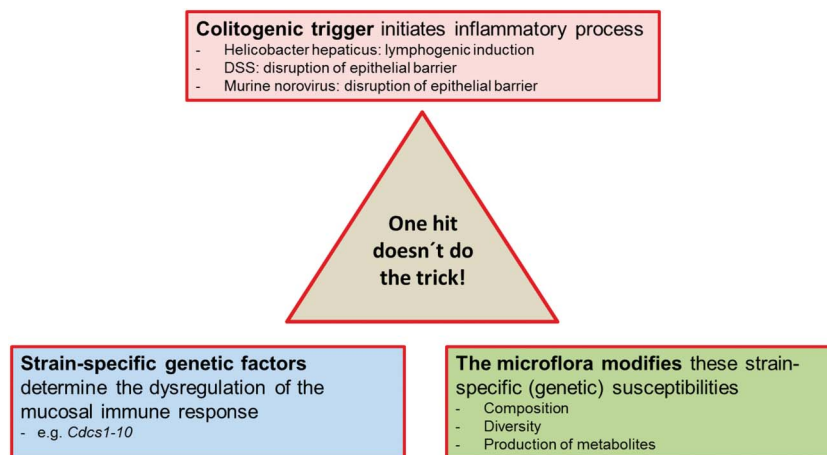 Colitogenic trigger initiates inflammatory process
- Helicobacter hepaticus: lymphogenic induction
- DSS: disruption of epithelial barrier
- Murine norovirus: disruption of epithelial barrier
One hit
doesn´t do
the trick!
Strain-specific genetic factors
determine the dysregulation of the
mucosal immune response
- e.g. Cdcs1-10
The microflora modifies these strain-
specific (genetic) susceptibilities
- Composition
- Diversity
- Production of metabolites